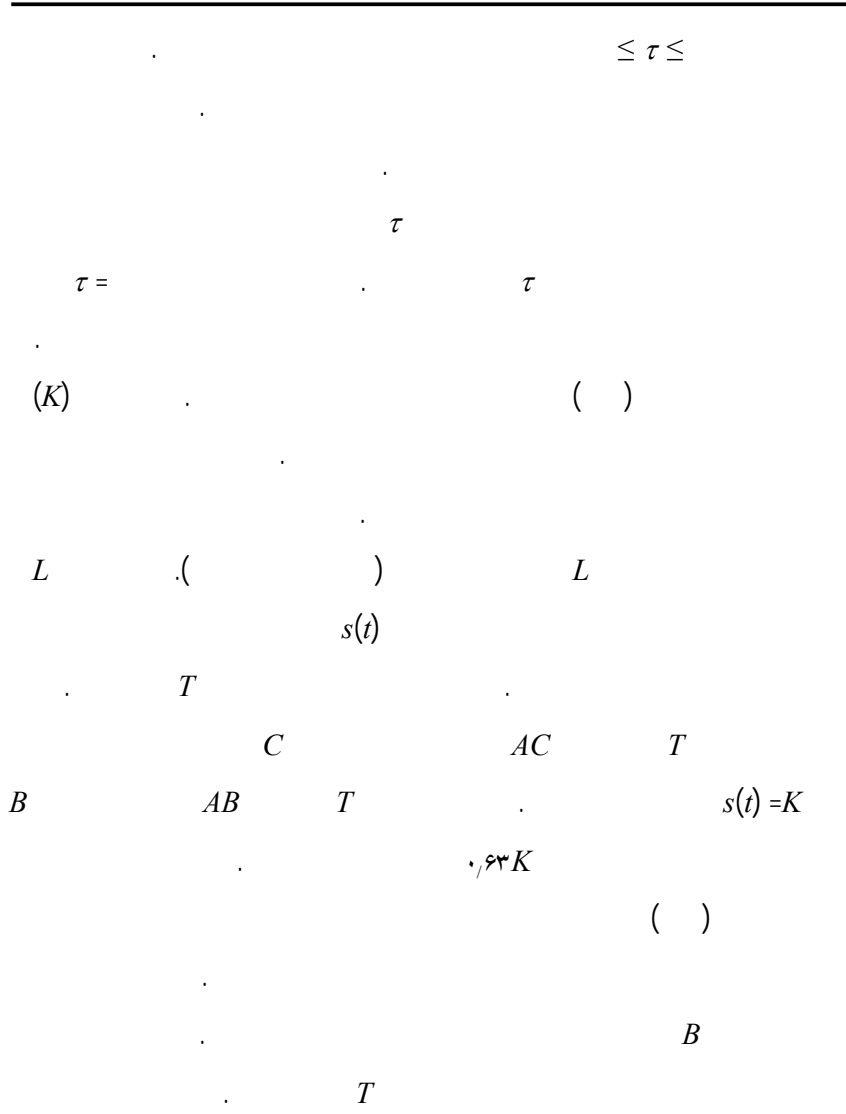 ≤ τ ≤ .
.
.
τ
τ . τ =
.
( ) . (K)
.
.
L ( ). L
s(t)
. T .
T AC C
s(t) =K . T AB B
۰/۶۳K .
( )
.
B .
T .